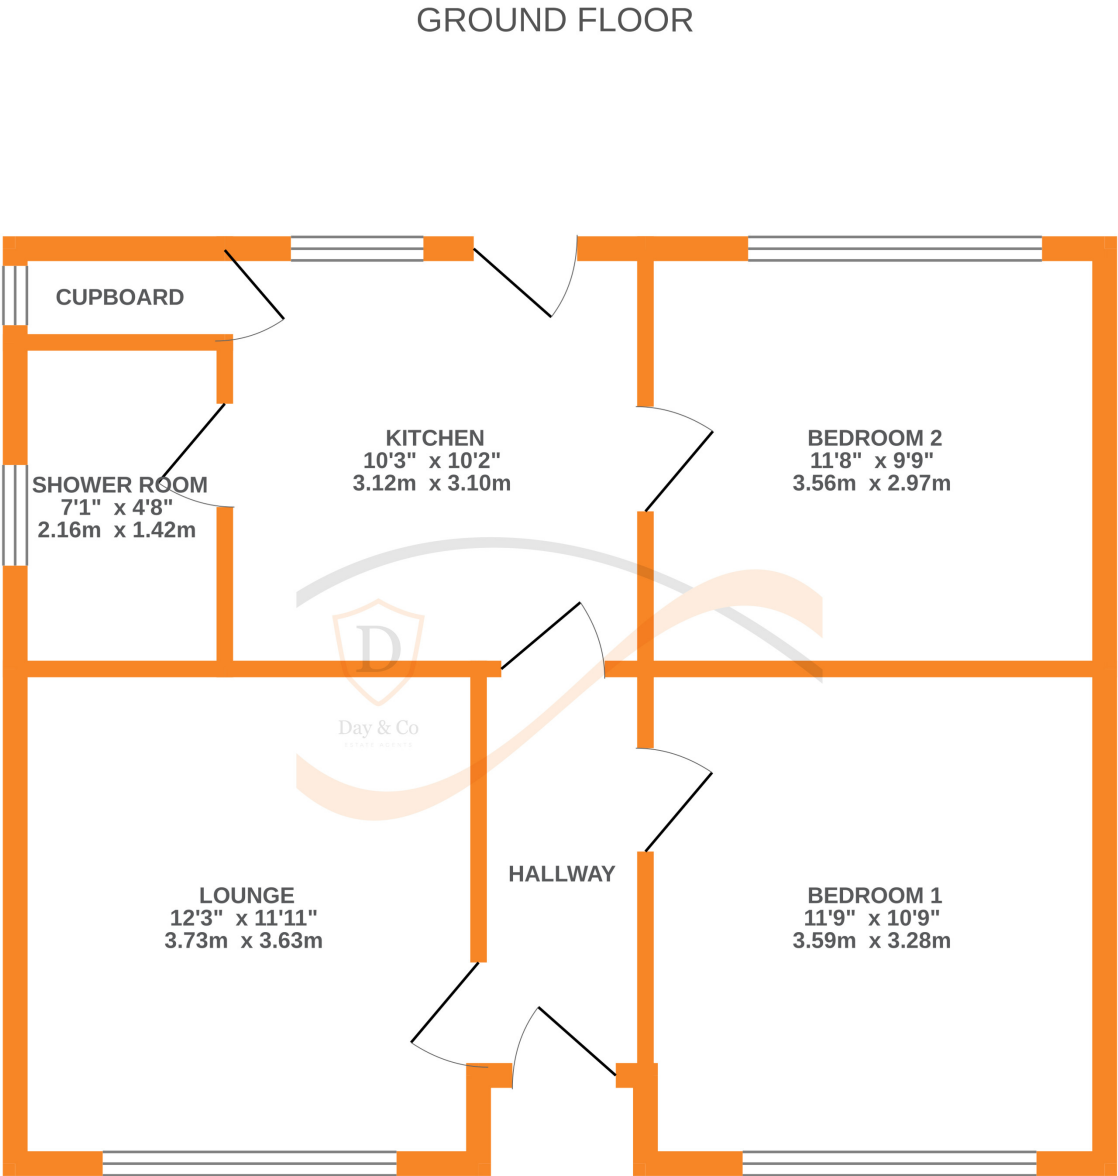 GROUND FLOOR
CUPBOARD
KITCHEN
10'3" x 10'2"
3.12m x 3.10m
BEDROOM 2
11'8" x 9'9"
3.56m x 2.97m
SHOWER ROOM
7'1" x 4'8"
2.16m x 1.42m
D
Day & Co
ESTATE AGENTS
HALLWAY
LOUNGE
12'3" x 11'11"
3.73m x 3.63m
BEDROOM 1
11'9" x 10'9"
3.59m x 3.28m